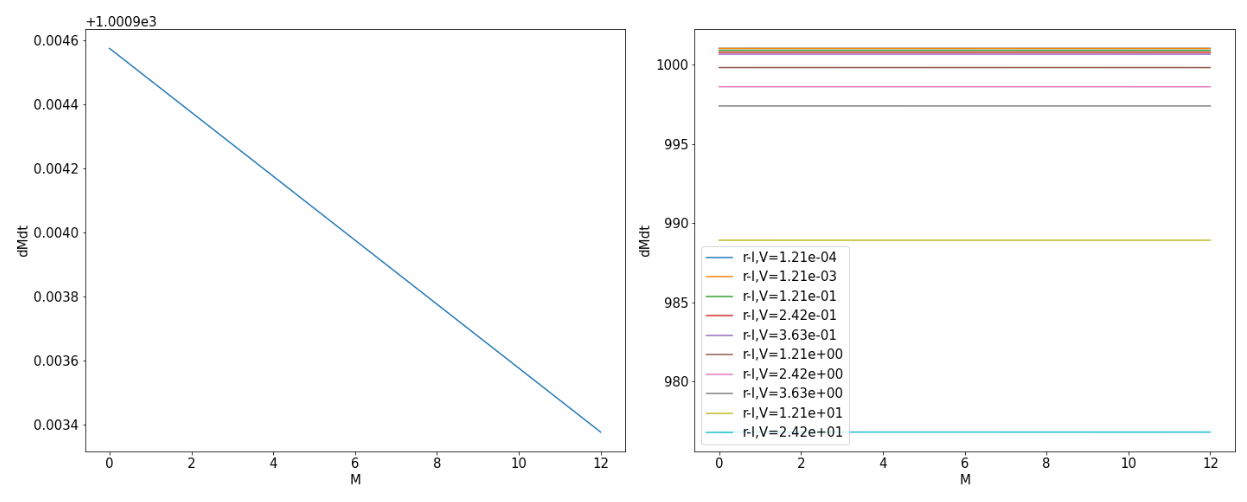 +1.0009e3
0.0046
0.0044
0.0042
0.0040
0.0038
0.0036
0.0034
dMdt
0 2 4 6 8 10 12
M
1000
995
990
985
980
dMdt
r-l,V=1.21e-04
r-l,V=1.21e-03
r-l,V=1.21e-01
r-l,V=2.42e-01
r-l,V=3.63e-01
r-l,V=1.21e+00
r-l,V=2.42e+00
r-l,V=3.63e+00
r-l,V=1.21e+01
r-l,V=2.42e+01
0 2 4 6 8 10 12
M